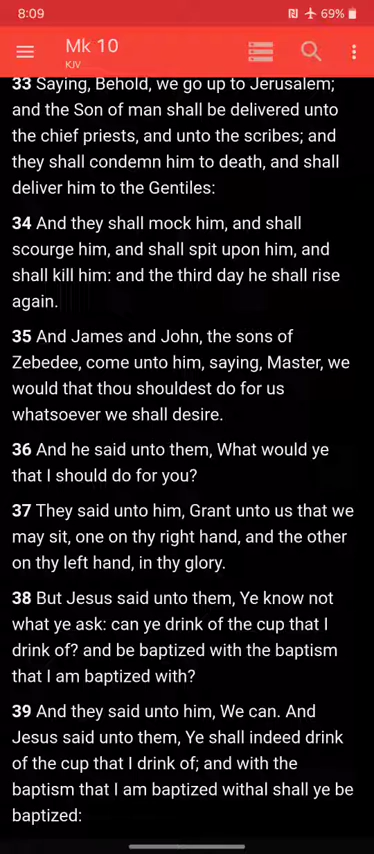 8:09
69%
Mk 10
KJV
33 Saying, Behold, we go up to Jerusalem;
and the Son of man shall be delivered unto
the chief priests, and unto the scribes; and
they shall condemn him to death, and shall
deliver him to the Gentiles:
34 And they shall mock him, and shall
scourge him, and shall spit upon him, and
shall kill him: and the third day he shall rise
again.
35 And James and John, the sons of
Zebedee, come unto him, saying, Master, we
would that thou shouldest do for us
whatsoever we shall desire.
36 And he said unto them, What would ye
that I should do for you?
37 They said unto him, Grant unto us that we
may sit, one on thy right hand, and the other
on thy left hand, in thy glory.
38 But Jesus said unto them, Ye know not
what ye ask: can ye drink of the cup that I
drink of? and be baptized with the baptism
that I am baptized with?
39 And they said unto him, We can. And
Jesus said unto them, Ye shall indeed drink
of the cup that I drink of; and with the
baptism that I am baptized withal shall ye be
baptized: